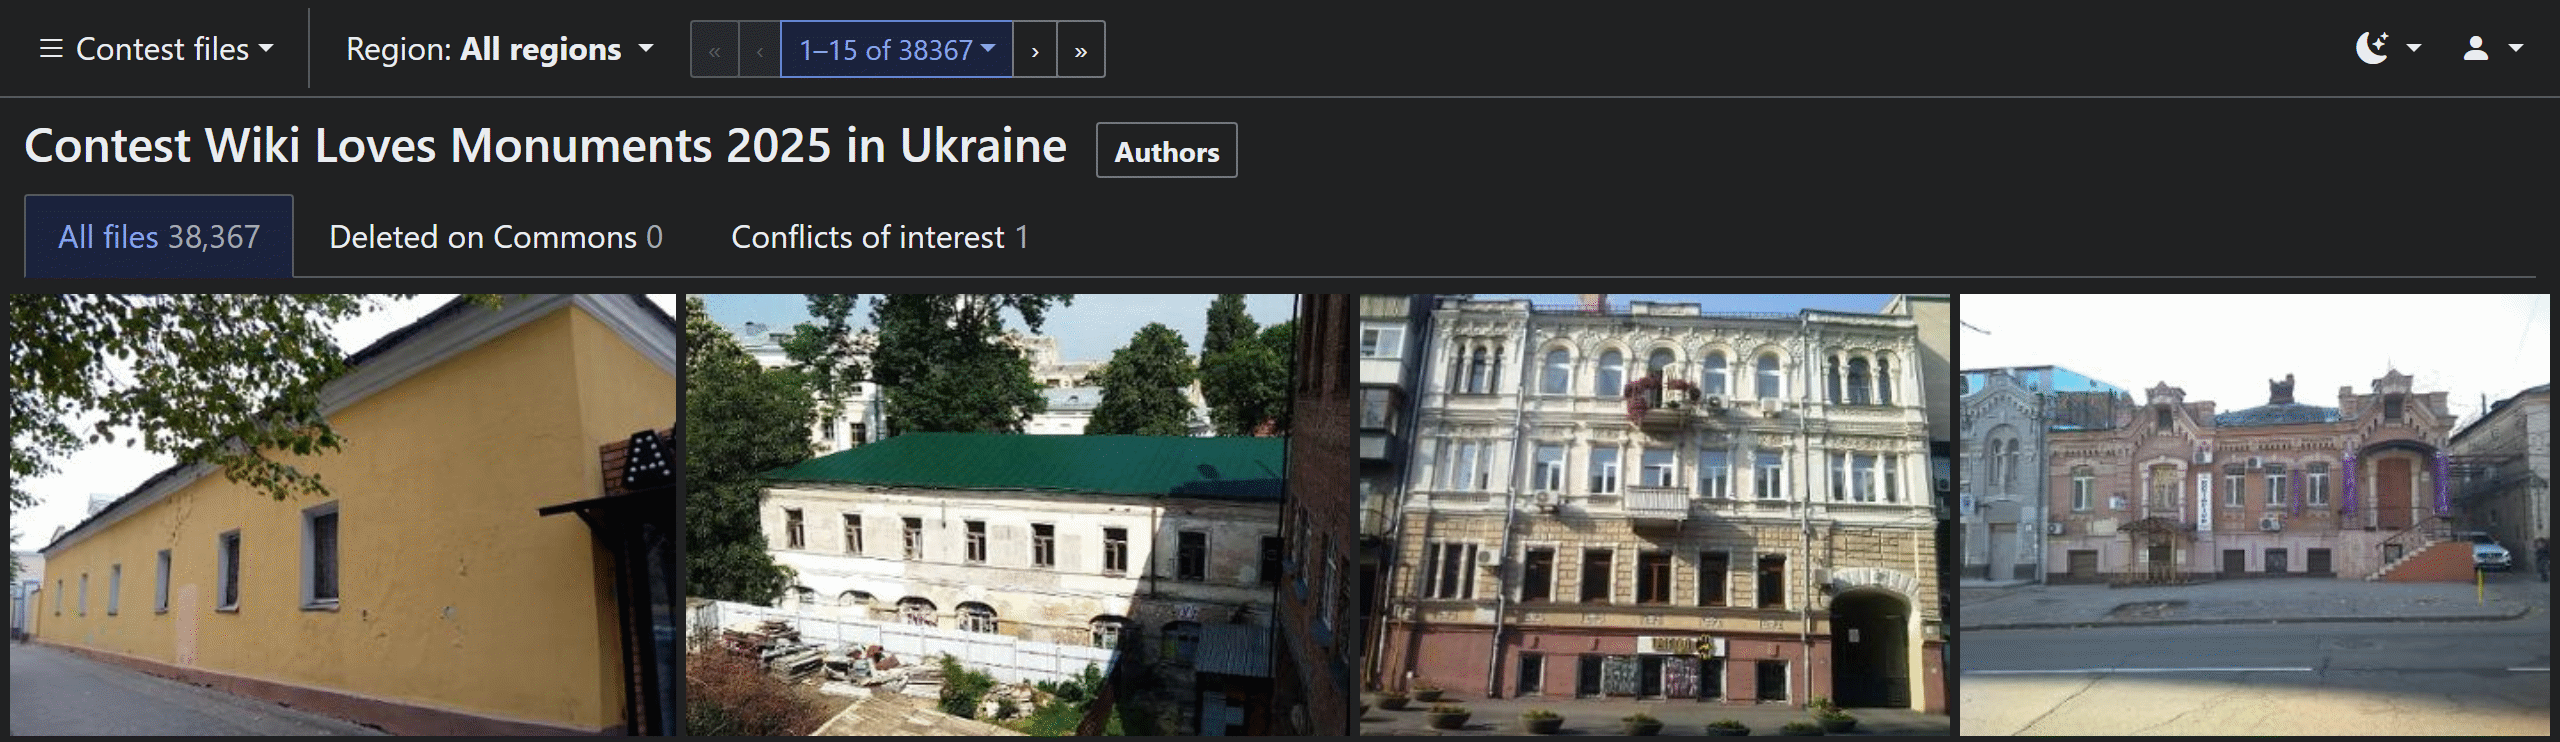 Contest files
Region: All regions
« ‹ 1–15 of 38367 › »
Contest Wiki Loves Monuments 2025 in Ukraine
Authors
All files 38,367
Deleted on Commons 0
Conflicts of interest 1